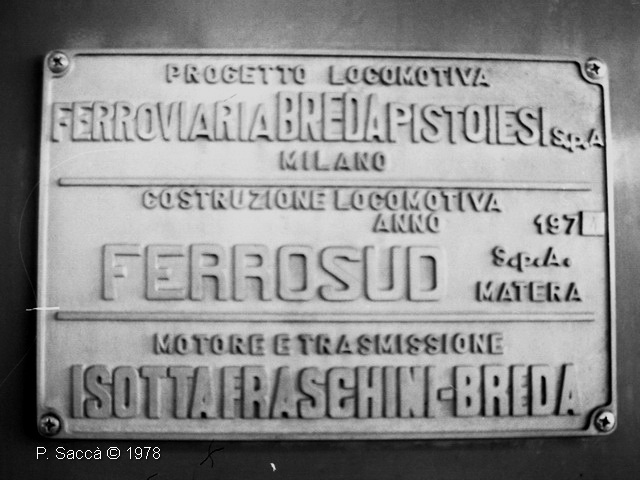 PROGETTO LOCOMOTIVA
FERROVIARIA BREDA PISTOIESI S.p.A
MILANO
COSTRUZIONE LOCOMOTIVA
ANNO 197
FERROSUD S.p.A.
MATERA
MOTORE E TRASMISSIONE
ISOTTA FRASCHINI-BREDA
P. Saccà © 1978